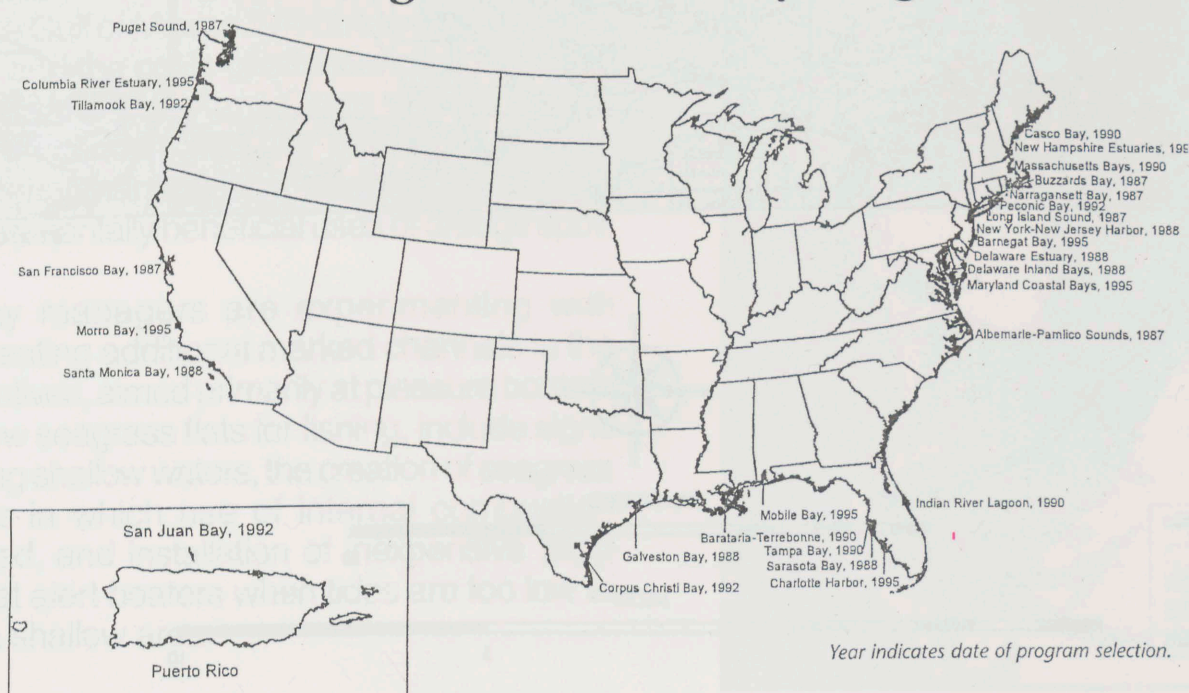 Puget Sound, 1987
Columbia River Estuary, 1995
Tillamook Bay, 1992
San Francisco Bay, 1987
Morro Bay, 1995
Santa Monica Bay, 1988
Casco Bay, 1990
New Hampshire Estuaries,
Massachusetts Bays, 1990
Buzzards Bay, 1987
Narragansett Bay, 1987
Peconic Bay, 1992
Long Island Sound, 1987
New York-New Jersey Harbor, 1988
Barnegat Bay, 1995
Delaware Estuary, 1988
Delaware Inland Bays, 1988
Maryland Coastal Bays, 1995
Albemarle-Pamlico Sounds, 1987
Indian River Lagoon, 1990
Mobile Bay, 1995
Barataria-Terrebonne, 1990
Tampa Bay, 1990
Sarasota Bay, 1988
Charlotte Harbor, 1995
Galveston Bay, 1988
Corpus Christi Bay, 1992
San Juan Bay, 1992
Puerto Rico
Year indicates date of program selection.